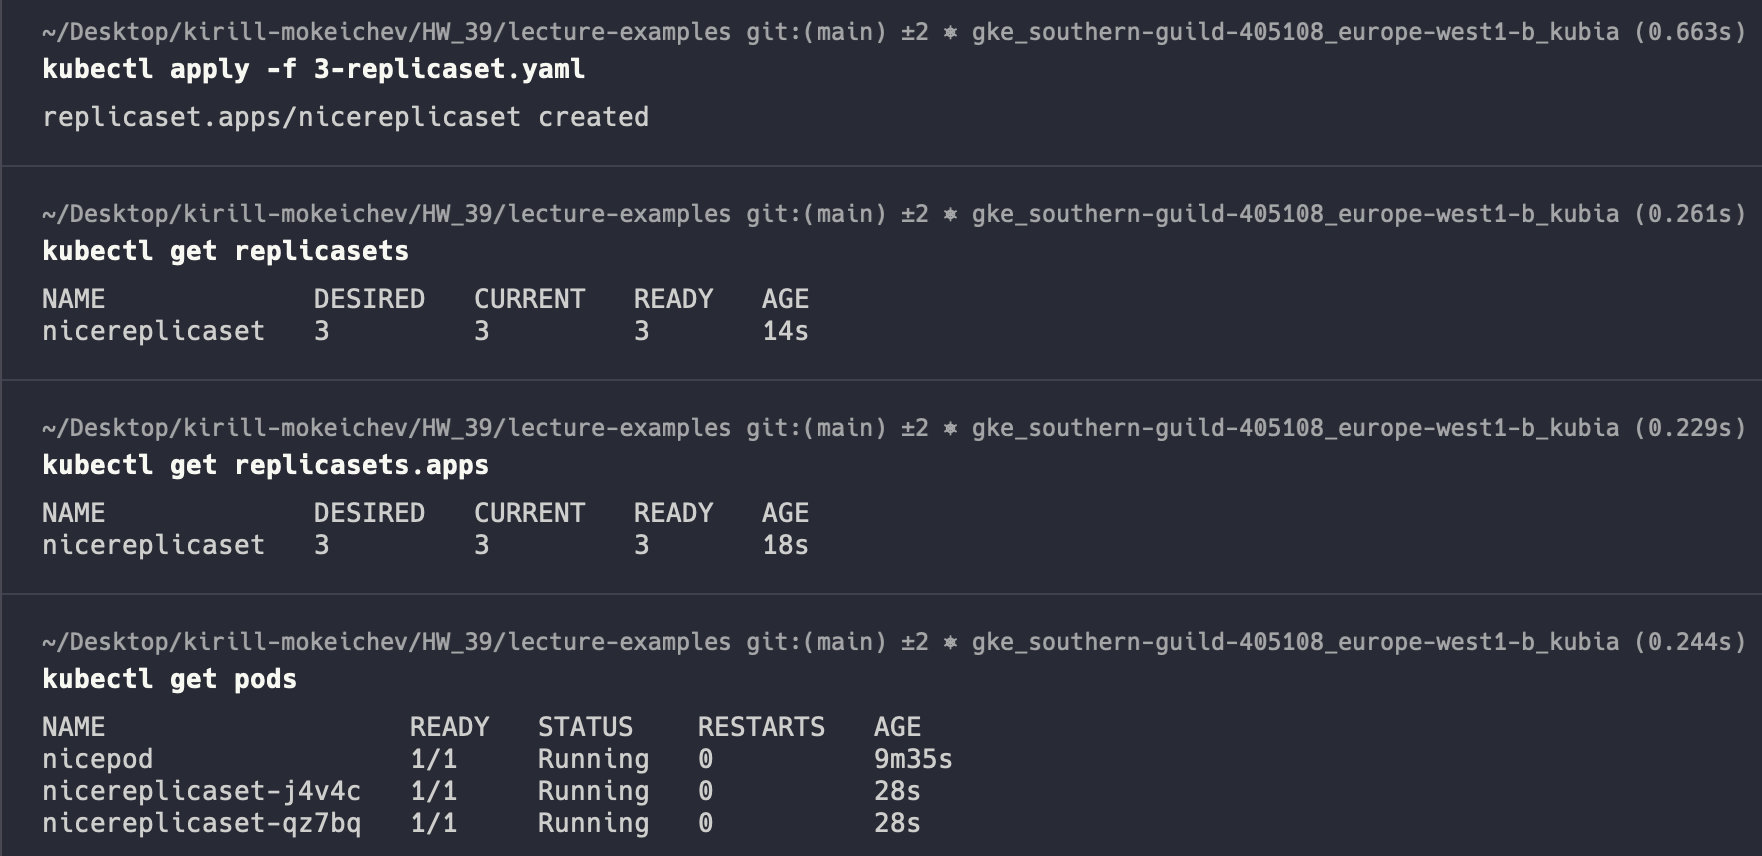 ~/Desktop/kirill-mokeichev/HW_39/lecture-examples git:(main) ±2 ⎈ gke_southern-guild-405108_europe-west1-b_kubia (0.663s)
kubectl apply -f 3-replicaset.yaml
replicaset.apps/nicereplicaset created
~/Desktop/kirill-mokeichev/HW_39/lecture-examples git:(main) ±2 ⎈ gke_southern-guild-405108_europe-west1-b_kubia (0.261s)
kubectl get replicasets
NAME DESIRED CURRENT READY AGE
nicereplicaset 3 3 3 14s
~/Desktop/kirill-mokeichev/HW_39/lecture-examples git:(main) ±2 ⎈ gke_southern-guild-405108_europe-west1-b_kubia (0.229s)
kubectl get replicasets.apps
NAME DESIRED CURRENT READY AGE
nicereplicaset 3 3 3 18s
~/Desktop/kirill-mokeichev/HW_39/lecture-examples git:(main) ±2 ⎈ gke_southern-guild-405108_europe-west1-b_kubia (0.244s)
kubectl get pods
NAME READY STATUS RESTARTS AGE
nicepod 1/1 Running 0 9m35s
nicereplicaset-j4v4c 1/1 Running 0 28s
nicereplicaset-qz7bq 1/1 Running 0 28s